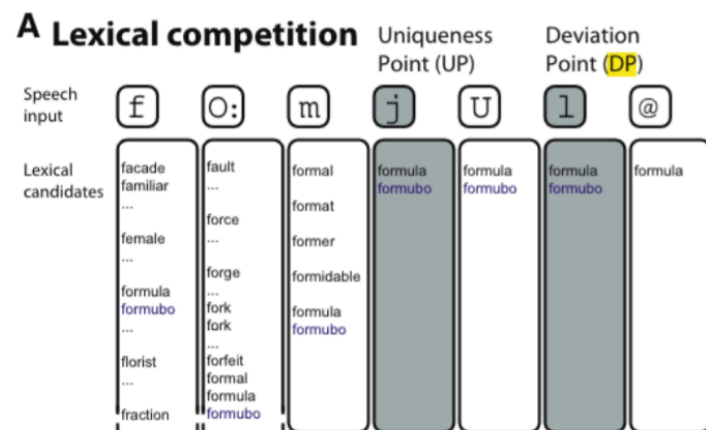 A Lexical competition
Uniqueness
Point (UP)
Deviation
Point (DP)
Speech
input
f
O:
m
j
U
l
@
Lexical
candidates
facade
familiar
...
female
...
formula
formubo
...
florist
...
fraction
fault
...
force
...
forge
...
fork
fork
...
forfeit
formal
formula
formubo
formal
format
former
formidable
formula
formubo
formula
formubo
formula
formubo
formula
formubo
formula